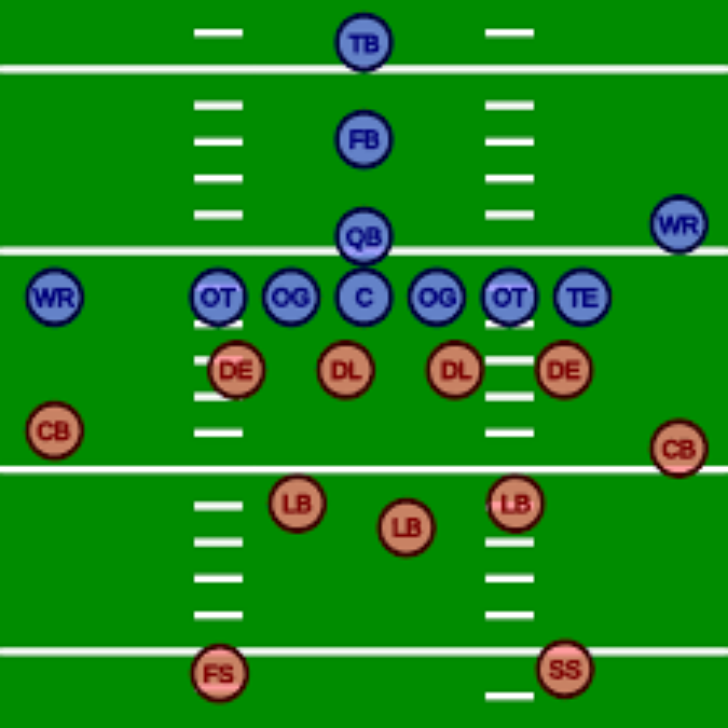 TB
FB
QB WR
WR OT OG C OG OT TE
DE DL DL DE
CB CB
LB LB LB
FS SS